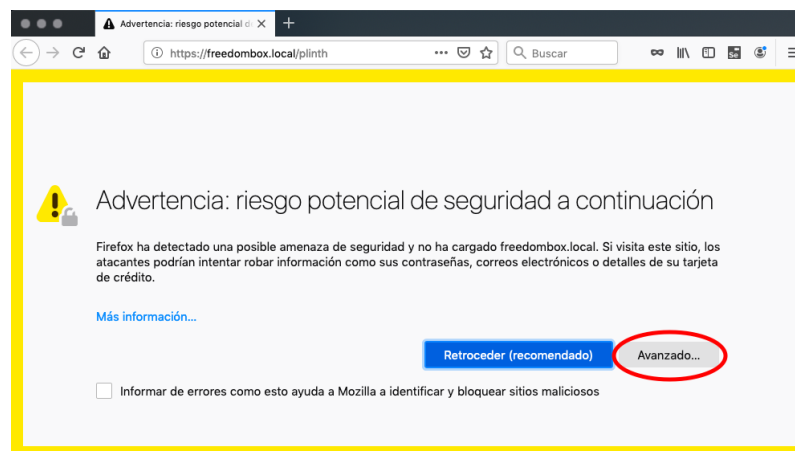 Advertencia: riesgo potencial de
https://freedombox.local/plinth
Buscar
Se
Advertencia: riesgo potencial de seguridad a continuación
Firefox ha detectado una posible amenaza de seguridad y no ha cargado freedombox.local. Si visita este sitio, los
atacantes podrían intentar robar información como sus contraseñas, correos electrónicos o detalles de su tarjeta
de crédito.
Más información...
Retroceder (recomendado)
Avanzado...
Informar de errores como esto ayuda a Mozilla a identificar y bloquear sitios maliciosos